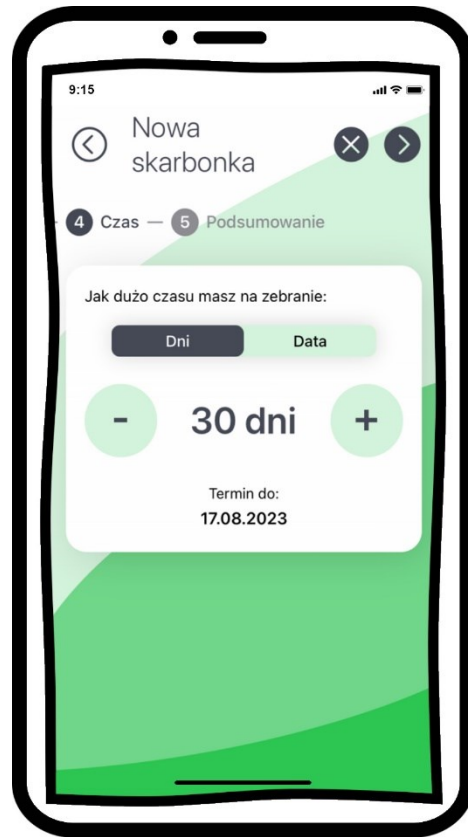 9:15
Nowa
skarbonka
4 Czas — 5 Podsumowanie
Jak dużo czasu masz na zebranie:
Dni Data
- 30 dni +
Termin do:
17.08.2023